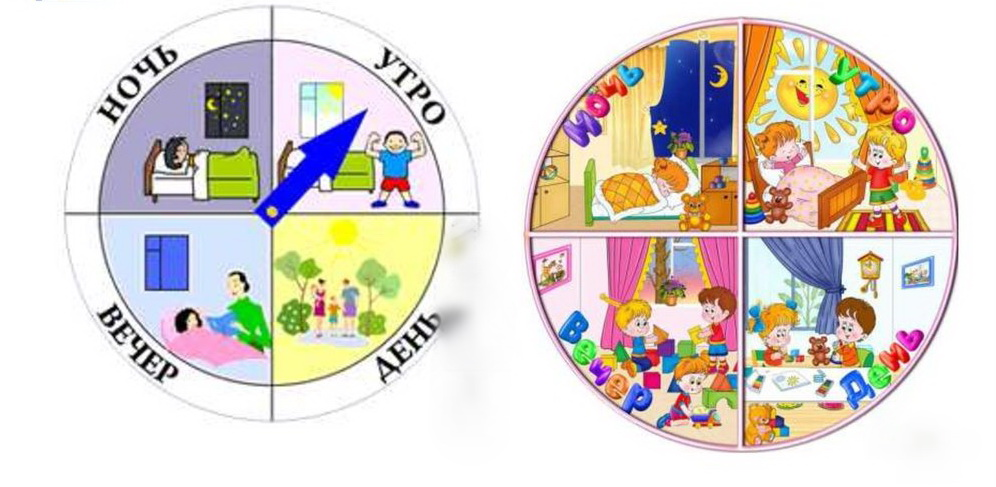 НОЧЬ
УТРО
ВЕЧЕР
ДЕНЬ
Ночь
Утро
Вечер
День